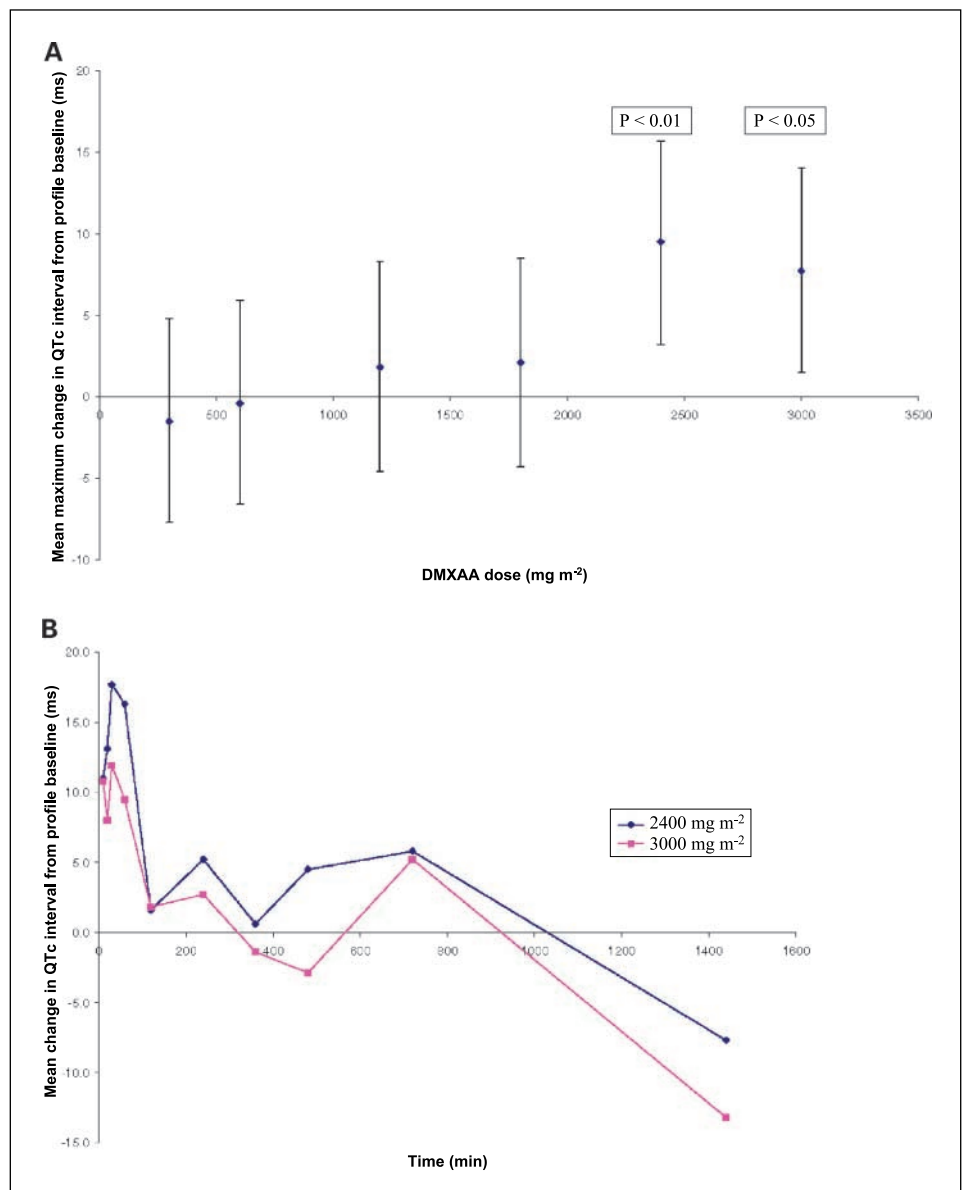 A
Mean maximum change in QTc interval from profile baseline (ms)
20
15
10
5
0
-5
-10
0 500 1000 1500 2000 2500 3000 3500
P < 0.01
P < 0.05
DMXAA dose (mg m-2)
B
Mean change in QTc interval from profile baseline (ms)
20.0
15.0
10.0
5.0
0.0
-5.0
-10.0
-15.0
0 200 400 600 800 1000 1200 1400 1600
2400 mg m-2
3000 mg m-2
Time (min)